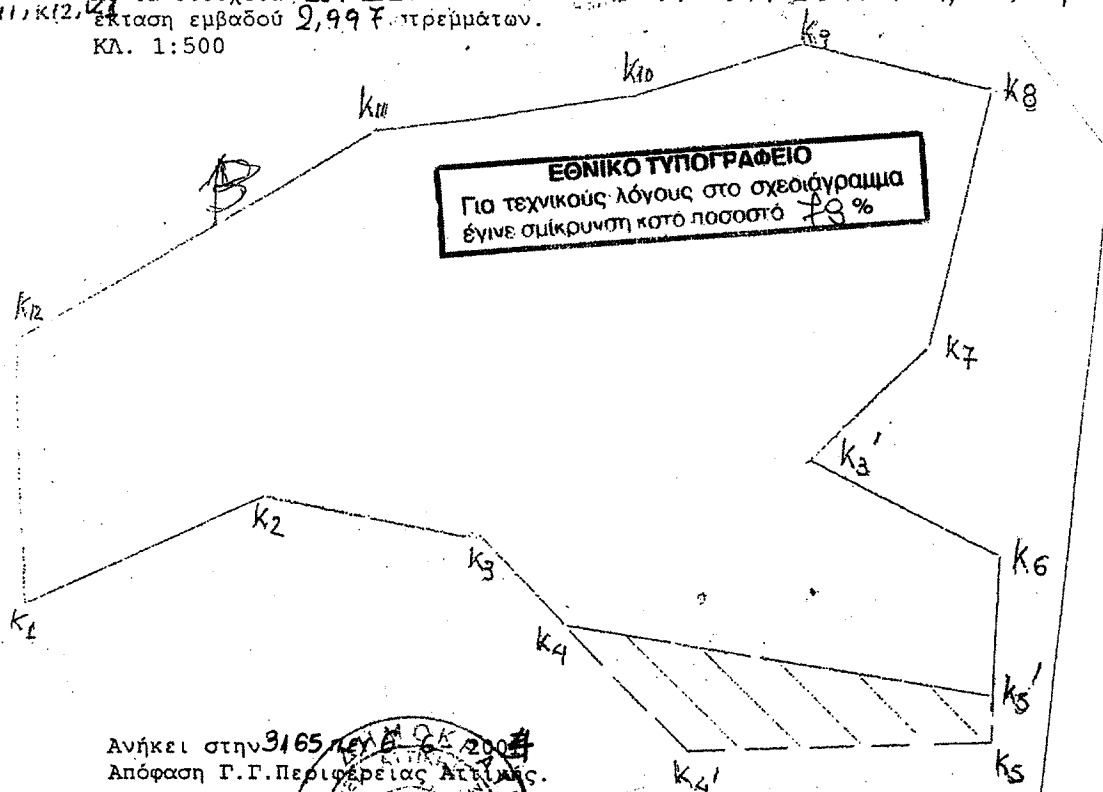 έκταση εμβαδού 2,997 στρεμμάτων.
ΚΛ. 1:500
K9
K10
K8
K11
ΕΘΝΙΚΟ ΤΥΠΟΓΡΑΦΕΙΟ
Για τεχνικούς λόγους στο σχεδιάγραμμα
έγινε σμίκρυνση κατά ποσοστό 79 %
B
K12
K7
K3'
K2
K3
K6
K1
K4
K5'
K4'
K5
Ανήκει στην 3165
Απόφαση Γ.Γ.Περιφέρειας Αττικής.